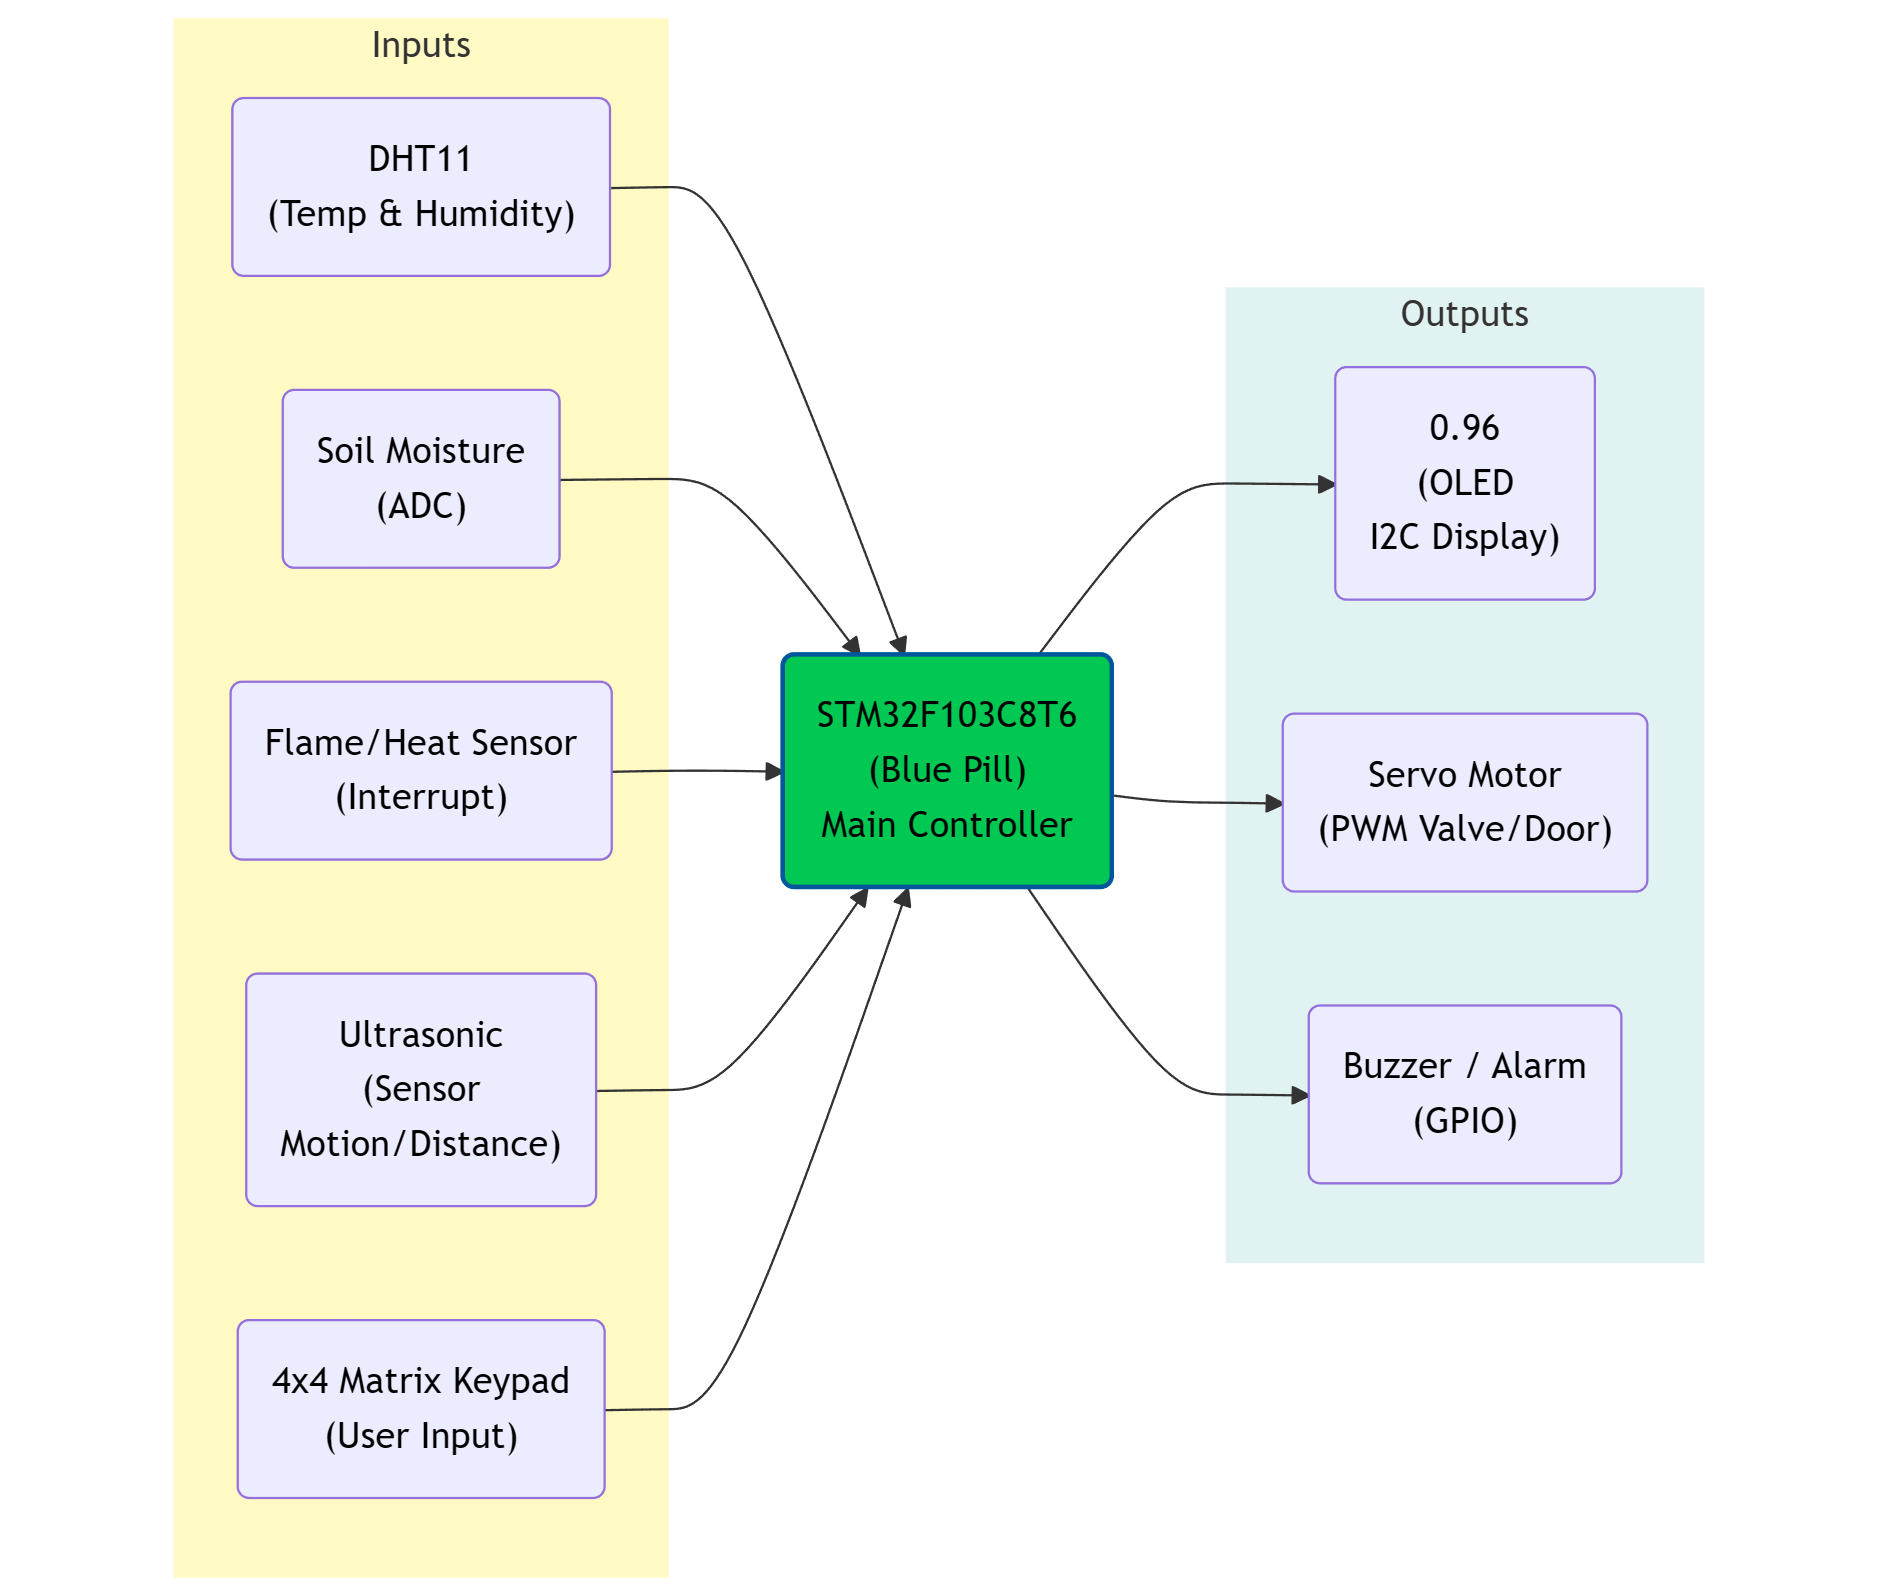 Inputs
DHT11
(Temp & Humidity)
Soil Moisture
(ADC)
Flame/Heat Sensor
(Interrupt)
Ultrasonic
(Sensor
Motion/Distance)
4x4 Matrix Keypad
(User Input)
STM32F103C8T6
(Blue Pill)
Main Controller
Outputs
0.96
(OLED
I2C Display)
Servo Motor
(PWM Valve/Door)
Buzzer / Alarm
(GPIO)